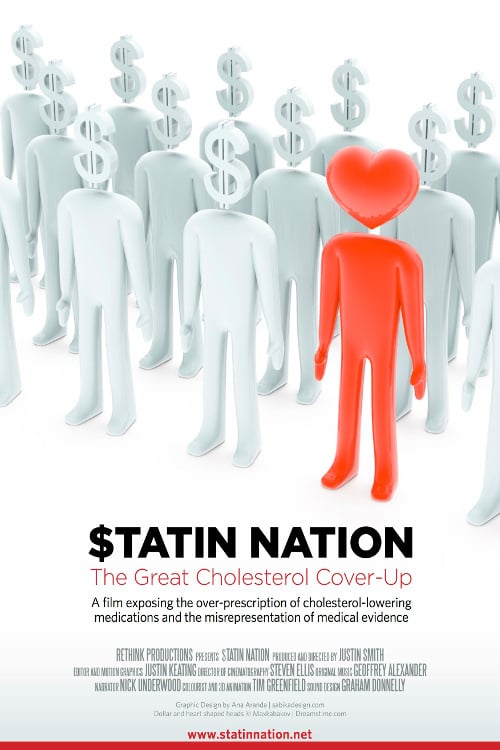 $TATIN NATION
The Great Cholesterol Cover-Up
A film exposing the over-prescription of cholesterol-lowering
medications and the misrepresentation of medical evidence
RETHINK PRODUCTIONS PRESENTS $TATIN NATION PRODUCED AND DIRECTED BY JUSTIN SMITH
EDITOR AND MOTION GRAPHICS JUSTIN KEATING DIRECTOR OF CINEMATOGRAPHY STEVEN ELLIS ORIGINAL MUSIC GEOFFREY ALEXANDER
NARRATOR NICK UNDERWOOD COLOURIST AND 3D ANIMATION TIM GREENFIELD SOUND DESIGN GRAHAM DONNELLY
Graphic Design by Ana Aranda | sabikadesign.com
Dollar and heart shaped heads © Maxkabakov | Dreamstime.com
www.statinnation.net